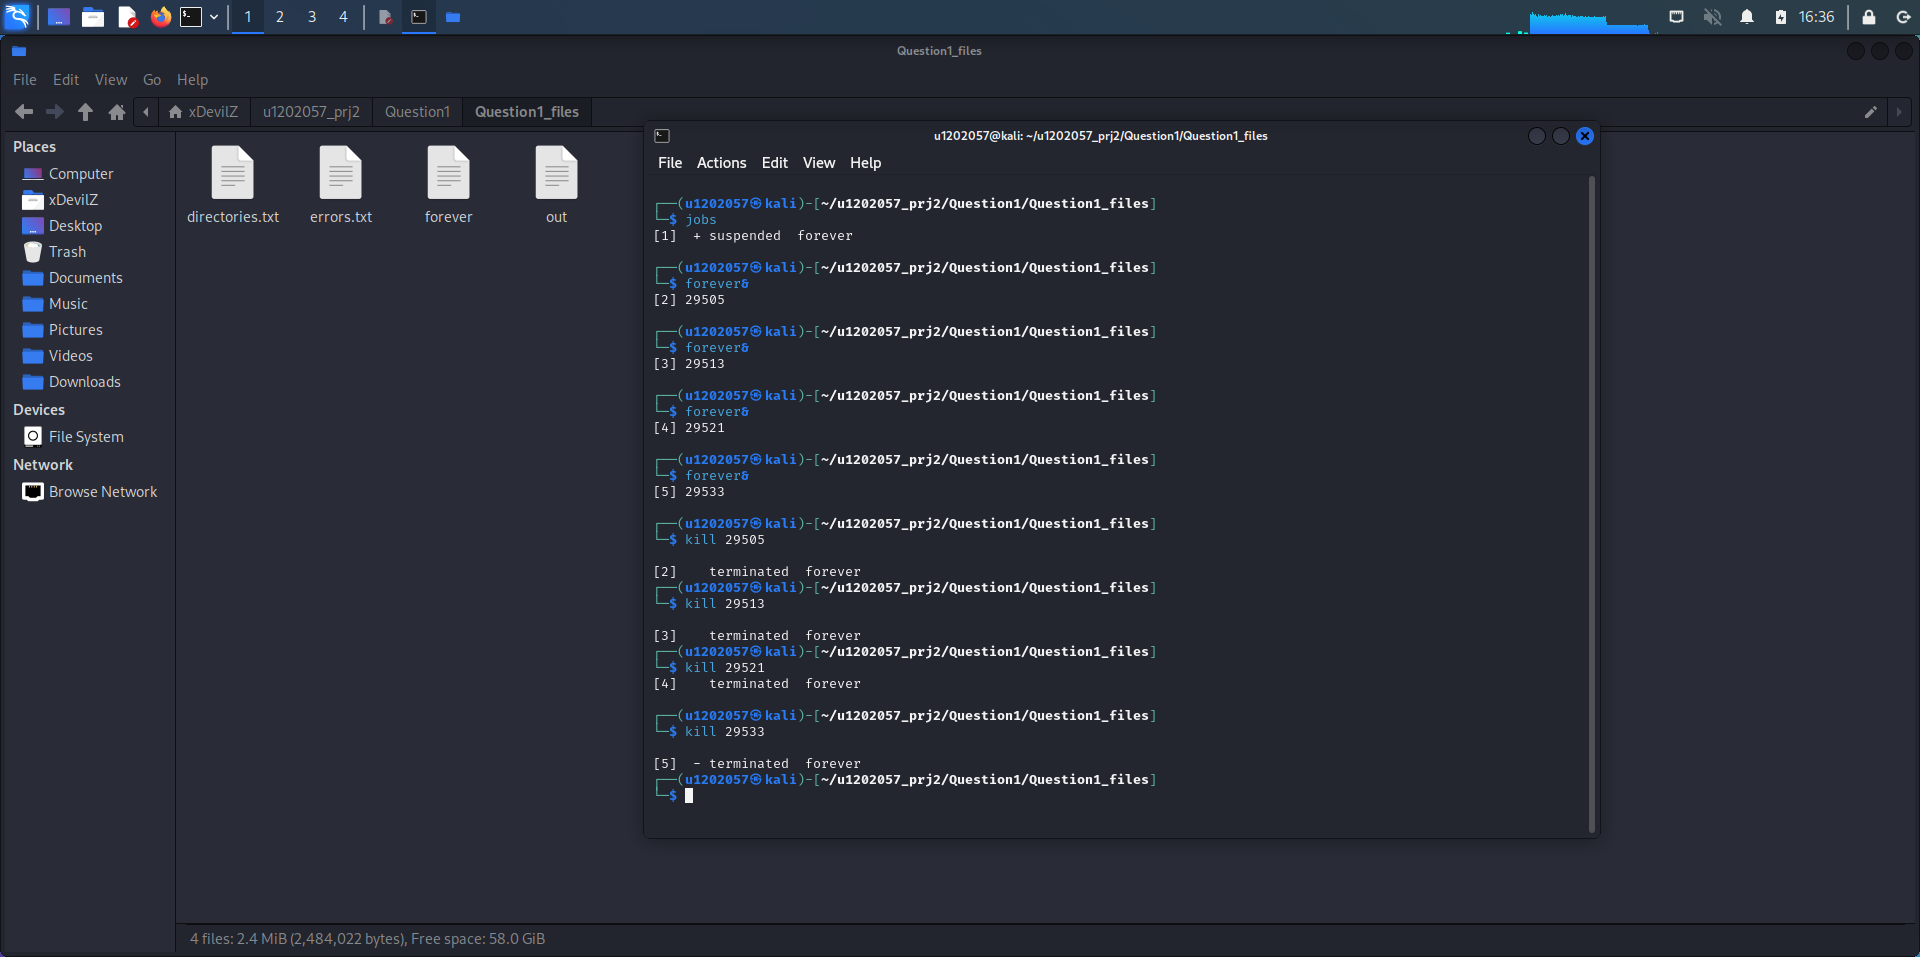 1 2 3 4 16:36
Question1_files
File Edit View Go Help
xDevilZ u1202057_prj2 Question1 Question1_files
Places
Computer
xDevilZ
Desktop
Trash
Documents
Music
Pictures
Videos
Downloads
Devices
File System
Network
Browse Network
directories.txt errors.txt forever out
u1202057@kali: ~/u1202057_prj2/Question1/Question1_files
File Actions Edit View Help
┌──(u1202057㉿kali)-[~/u1202057_prj2/Question1/Question1_files]
└─$ jobs
[1]  + suspended  forever
┌──(u1202057㉿kali)-[~/u1202057_prj2/Question1/Question1_files]
└─$ forever&
[2] 29505
┌──(u1202057㉿kali)-[~/u1202057_prj2/Question1/Question1_files]
└─$ forever&
[3] 29513
┌──(u1202057㉿kali)-[~/u1202057_prj2/Question1/Question1_files]
└─$ forever&
[4] 29521
┌──(u1202057㉿kali)-[~/u1202057_prj2/Question1/Question1_files]
└─$ forever&
[5] 29533
┌──(u1202057㉿kali)-[~/u1202057_prj2/Question1/Question1_files]
└─$ kill 29505
[2]    terminated  forever
┌──(u1202057㉿kali)-[~/u1202057_prj2/Question1/Question1_files]
└─$ kill 29513
[3]    terminated  forever
┌──(u1202057㉿kali)-[~/u1202057_prj2/Question1/Question1_files]
└─$ kill 29521
[4]    terminated  forever
┌──(u1202057㉿kali)-[~/u1202057_prj2/Question1/Question1_files]
└─$ kill 29533
[5]  - terminated  forever
┌──(u1202057㉿kali)-[~/u1202057_prj2/Question1/Question1_files]
└─$
4 files: 2.4 MiB (2,484,022 bytes), Free space: 58.0 GiB